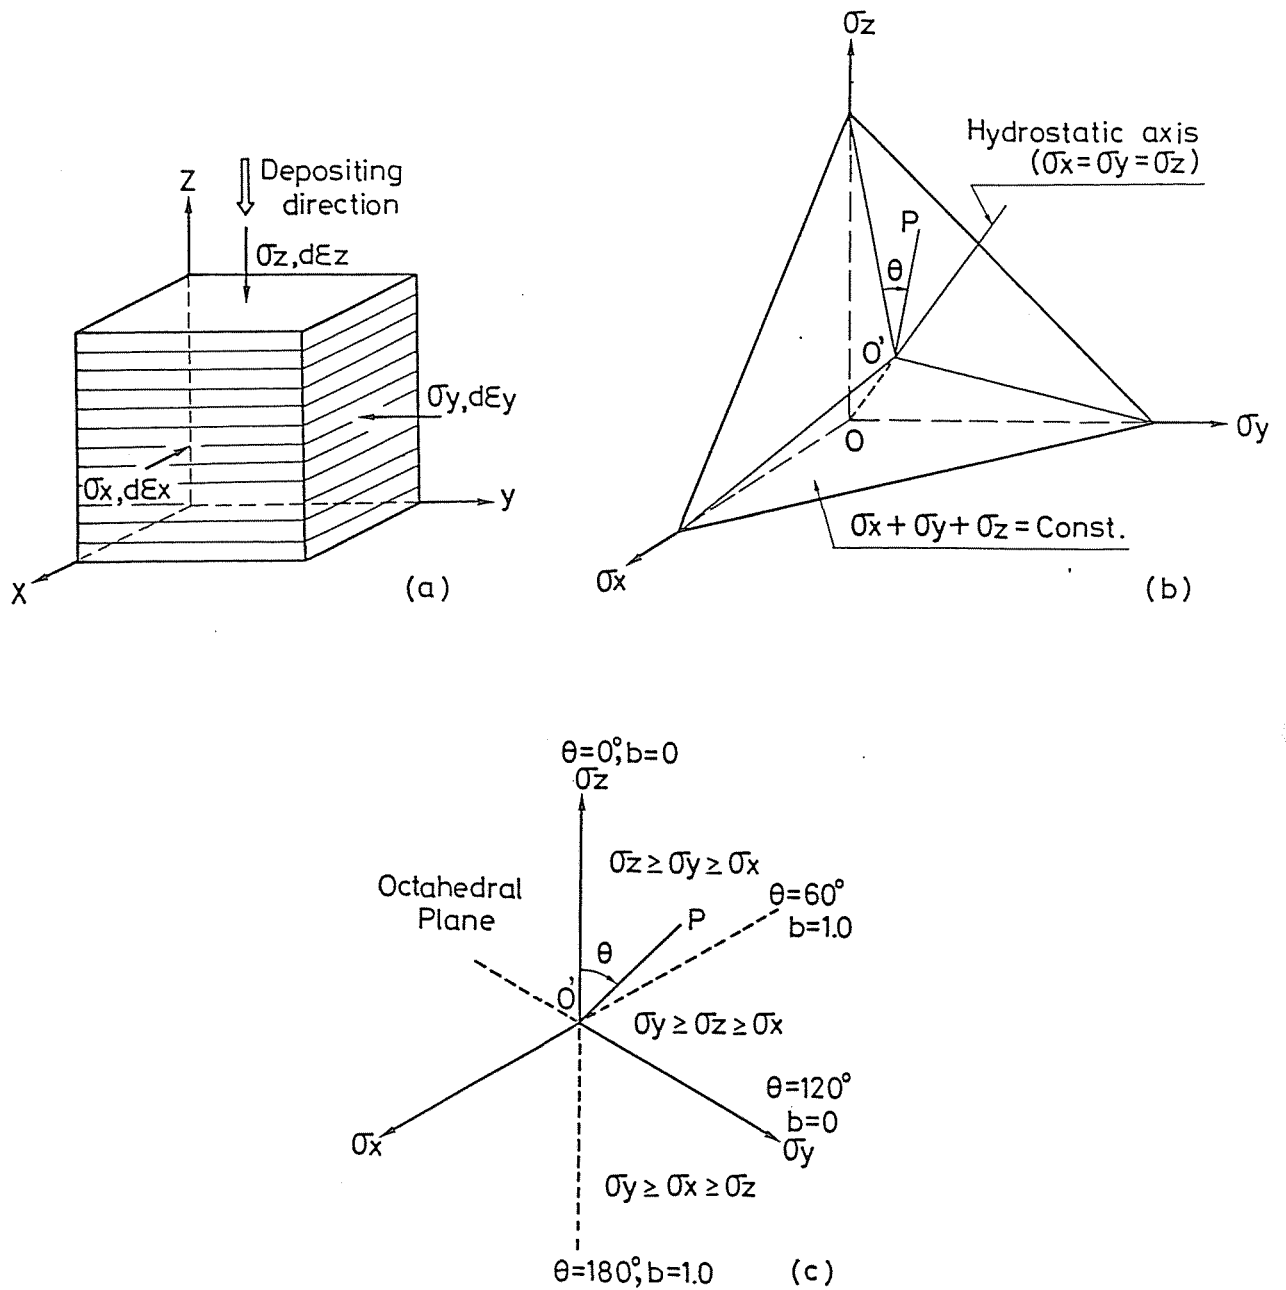 Z
Depositing
direction
σz,dεz
σy,dεy
σx,dεx
y
X
(a)
σz
Hydrostatic axis
(σx=σy=σz)
P
θ
O'
O
σy
σx+σy+σz=Const.
σx
(b)
θ=0°,b=0
σz
σz≥σy≥σx
Octahedral
Plane
θ=60°
b=1.0
P
θ
O'
σy≥σz≥σx
θ=120°
b=0
σx
σy
σy≥σx≥σz
θ=180°,b=1.0
(c)